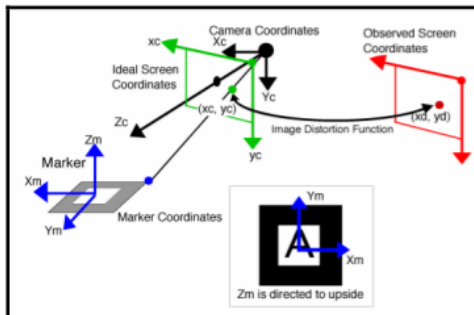 Camera Coordinates
Observed Screen
Coordinates
xc
Xc
Ideal Screen
Coordinates
Yc
(xc, yc)
(xd, yd)
Image Distortion Function
Zc
yc
Zm
Marker
Xm
Ym
Marker Coordinates
Ym
A
Xm
Zm is directed to upside